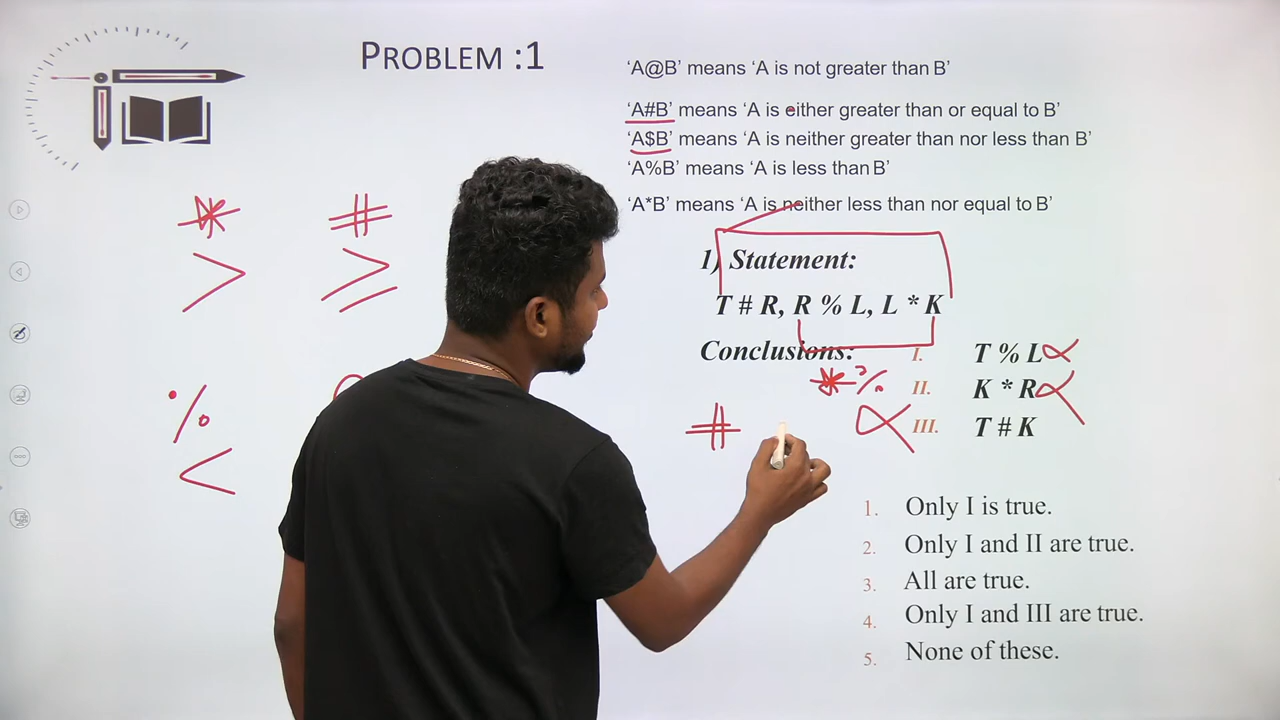 PROBLEM :1
'A@B' means 'A is not greater than B'
'A#B' means 'A is either greater than or equal to B'
'A$B' means 'A is neither greater than nor less than B'
'A%B' means 'A is less than B'
'A*B' means 'A is neither less than nor equal to B'
* #
> ≥
1) Statement:
T # R, R % L, L * K
Conclusions:
I. T % L
* %
II. K * R
#
III. T # K
%
<
1. Only I is true.
2. Only I and II are true.
3. All are true.
4. Only I and III are true.
5. None of these.